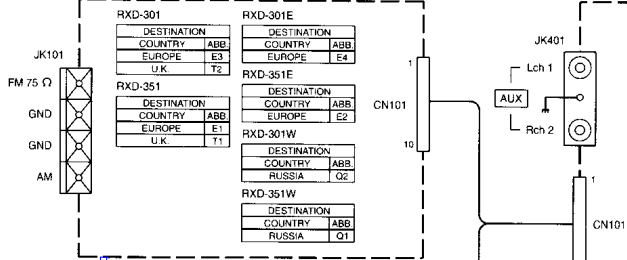 RXD-301
DESTINATION
COUNTRY ABB.
EUROPE E3
U.K. T2
RXD-351
DESTINATION
COUNTRY ABB.
EUROPE E1
U.K. T1
RXD-301E
DESTINATION
COUNTRY ABB.
EUROPE E4
RXD-351E
DESTINATION
COUNTRY ABB.
EUROPE E2
RXD-301W
DESTINATION
COUNTRY ABB.
RUSSIA Q2
RXD-351W
DESTINATION
COUNTRY ABB
RUSSIA Q1
JK101
FM 75 Ω
GND
GND
AM
1
CN101
10
JK401
Lch 1
AUX
Rch 2
1
CN101